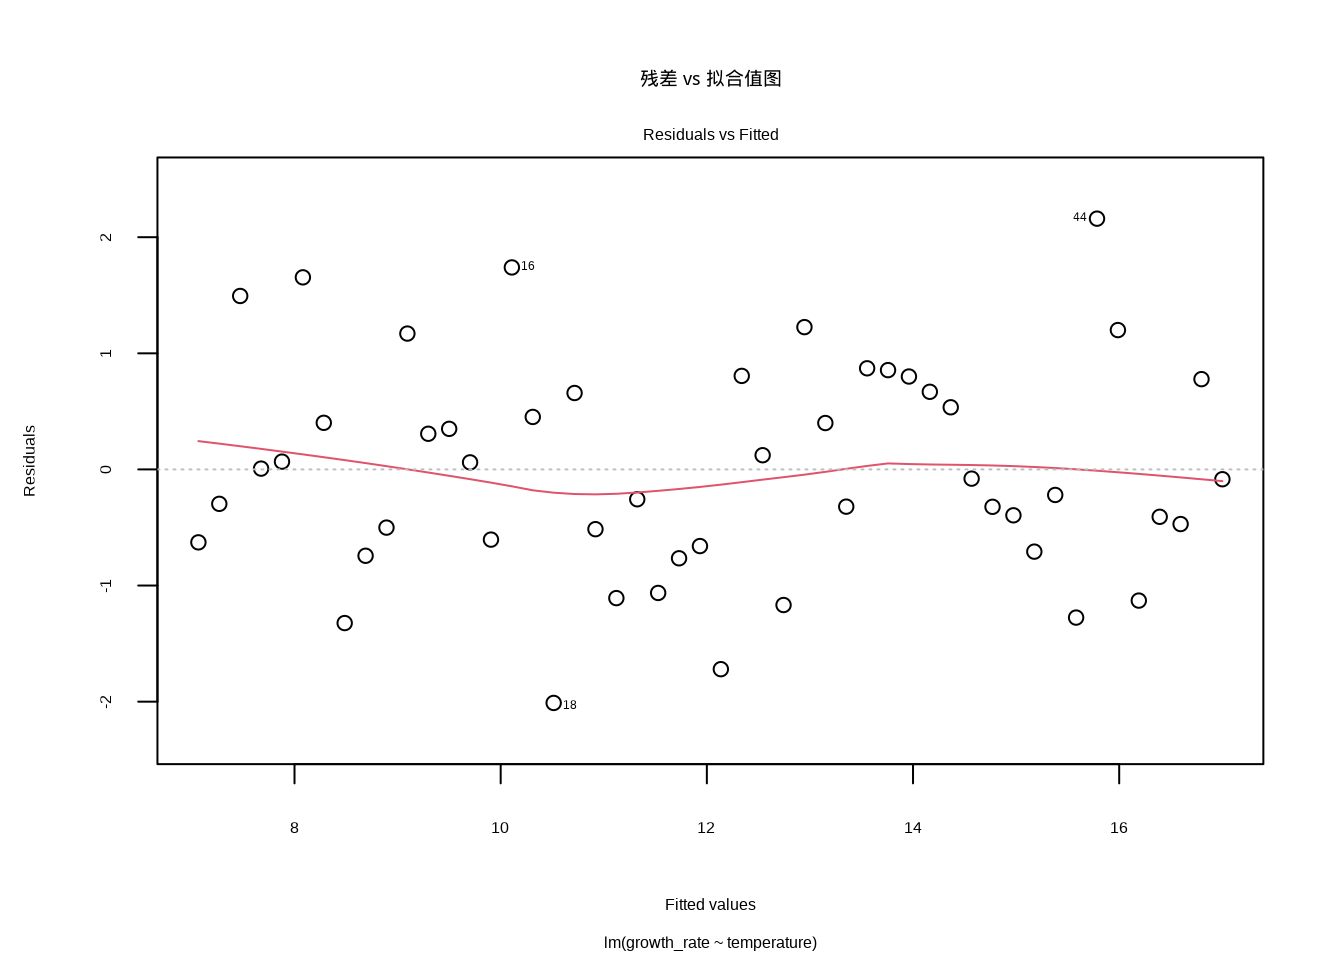 残差 vs 拟合值图
Residuals vs Fitted
44
16
18
Residuals
2
1
0
-1
-2
8 10 12 14 16
Fitted values
lm(growth_rate ~ temperature)